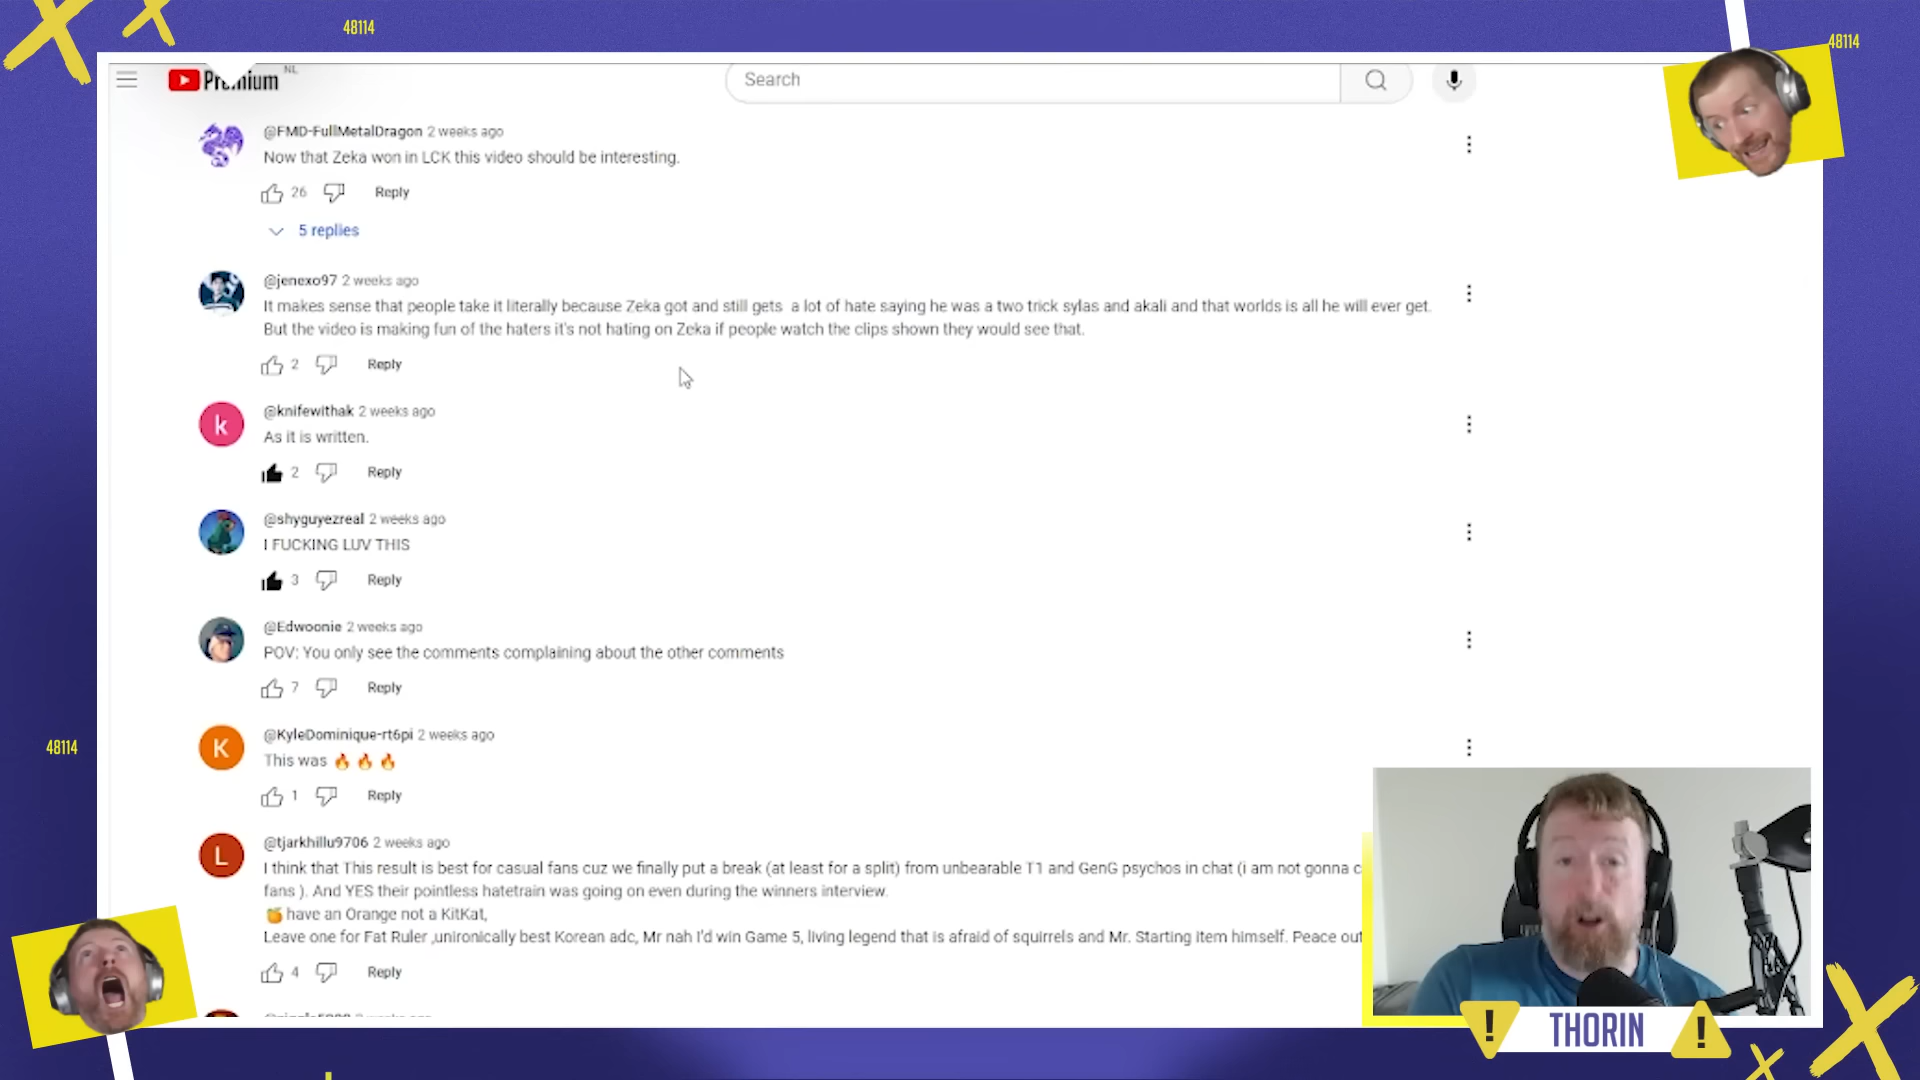 48114
48114
Premium NL
Search
@FMD-FullMetalDragon 2 weeks ago
Now that Zeka won in LCK this video should be interesting.
26 Reply
5 replies
@jenexo97 2 weeks ago
It makes sense that people take it literally because Zeka got and still gets a lot of hate saying he was a two trick sylas and akali and that worlds is all he will ever get.
But the video is making fun of the haters it's not hating on Zeka if people watch the clips shown they would see that.
2 Reply
k
@knifewithak 2 weeks ago
As it is written.
2 Reply
@shyguyezreal 2 weeks ago
I FUCKING LUV THIS
3 Reply
@Edwoonie 2 weeks ago
POV: You only see the comments complaining about the other comments
7 Reply
48114
K
@KyleDominique-rt6pi 2 weeks ago
This was 🔥 🔥 🔥
1 Reply
L
@tjarkhillu9706 2 weeks ago
I think that This result is best for casual fans cuz we finally put a break (at least for a split) from unbearable T1 and GenG psychos in chat (i am not gonna c
fans ). And YES their pointless hatetrain was going on even during the winners interview.
🍊 have an Orange not a KitKat,
Leave one for Fat Ruler ,unironically best Korean adc, Mr nah I'd win Game 5, living legend that is afraid of squirrels and Mr. Starting item himself. Peace out
4 Reply
! THORIN !